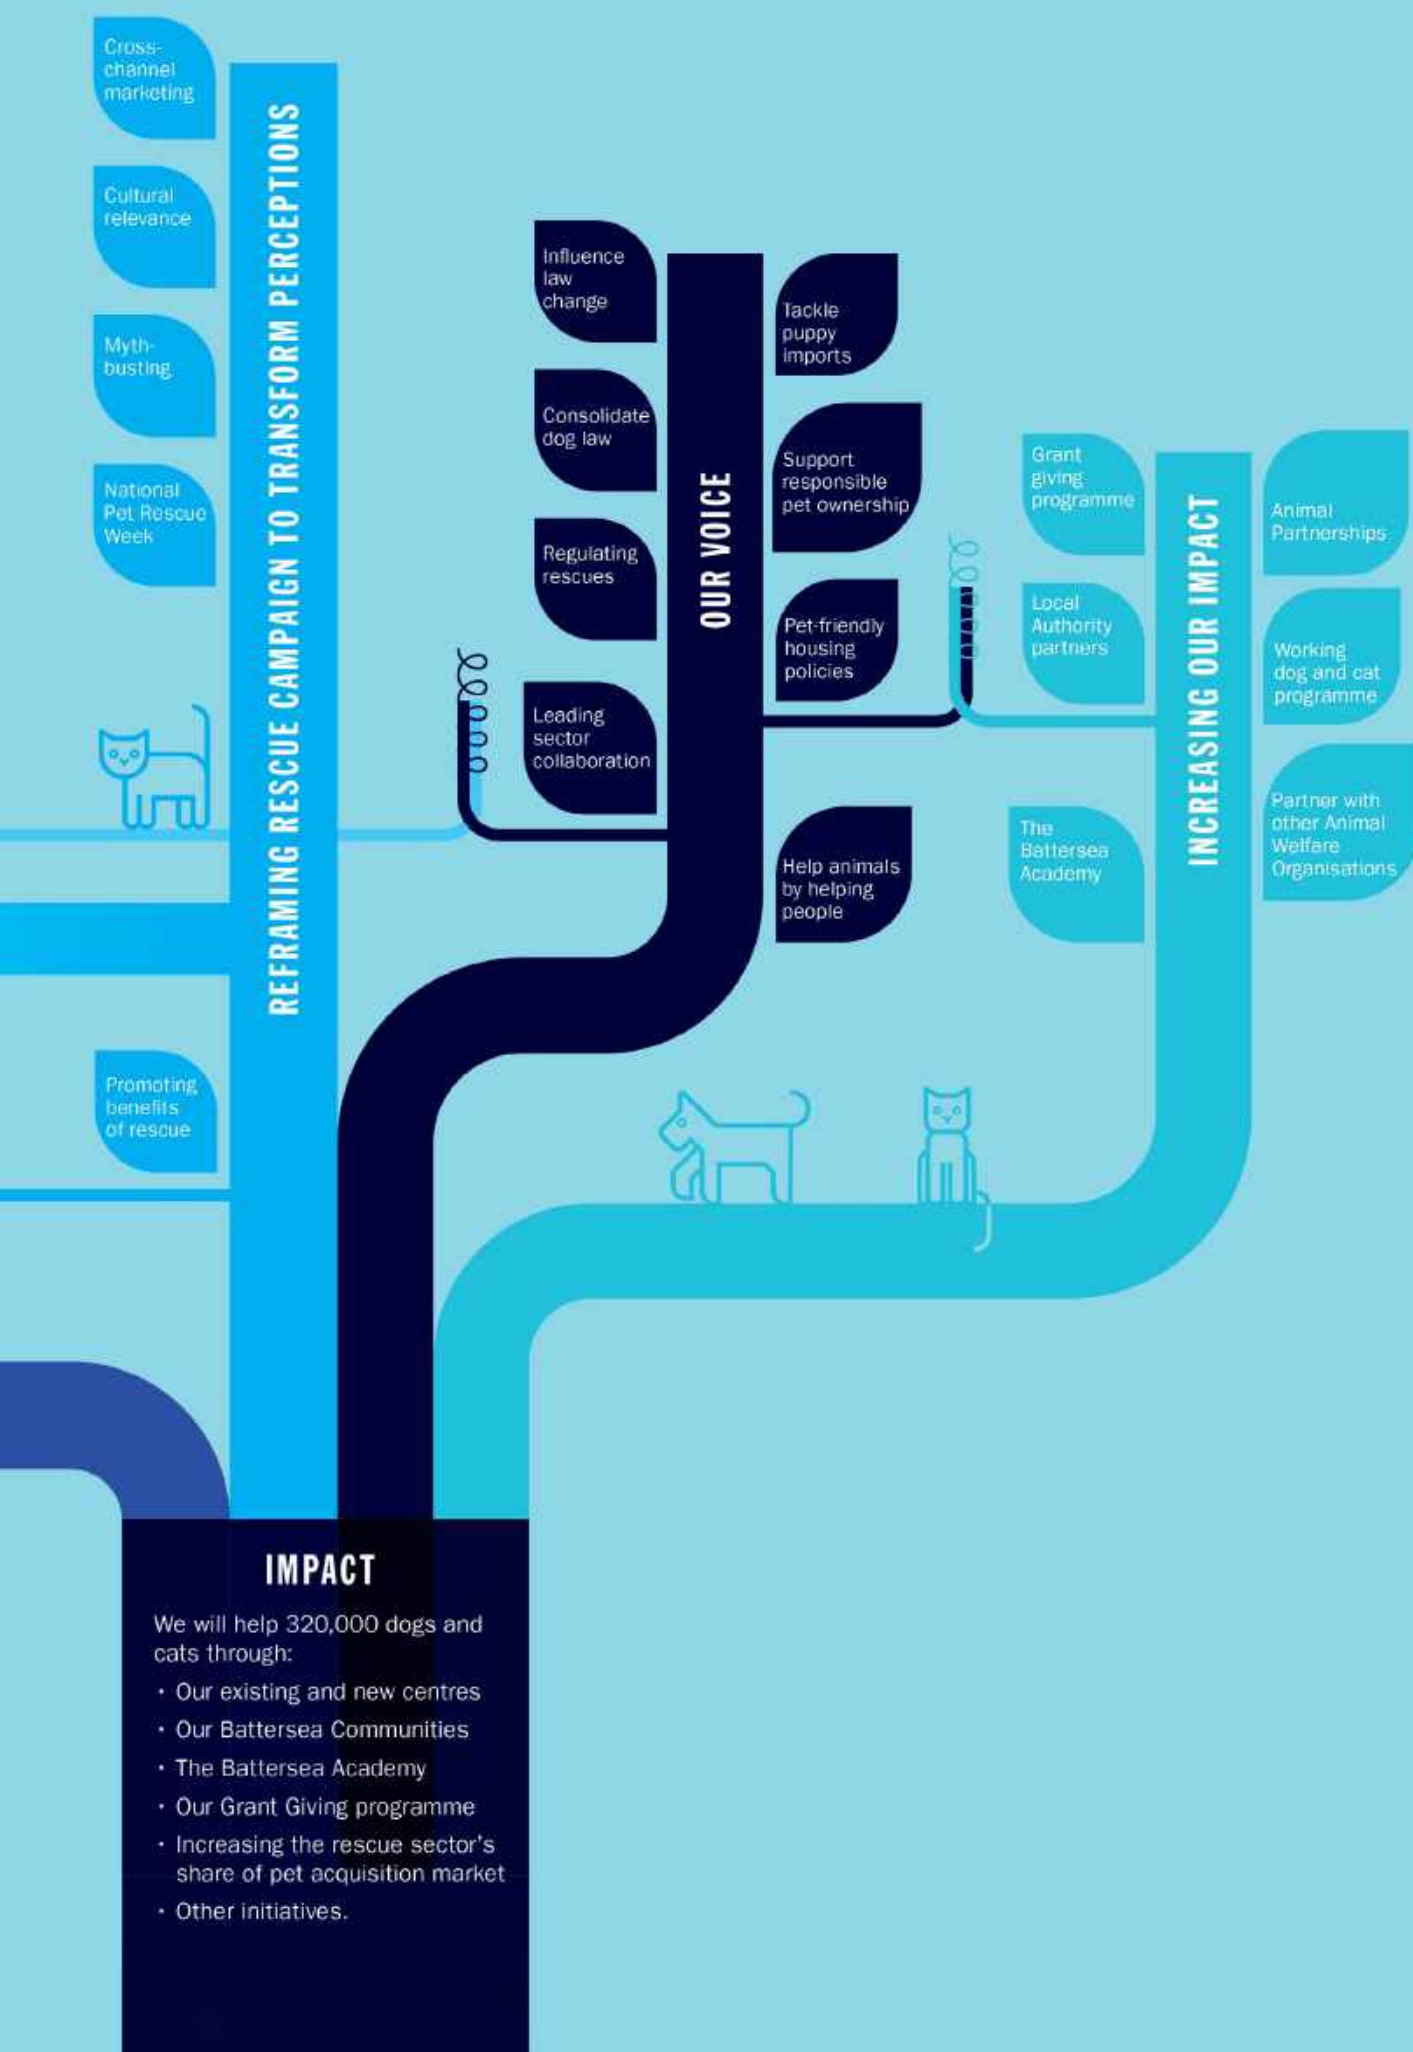 Cross-
channel
marketing
Cultural
relevance
Myth-
busting
National
Pet Rescue
Week
Promoting
benefits
of rescue
REFRAMING RESCUE CAMPAIGN TO TRANSFORM PERCEPTIONS
Influence
law
change
Consolidate
dog law
Regulating
rescues
Leading
sector
collaboration
OUR VOICE
Tackle
puppy
imports
Support
responsible
pet ownership
Pet-friendly
housing
policies
Help animals
by helping
people
Grant
giving
programme
Local
Authority
partners
The
Battersea
Academy
INCREASING OUR IMPACT
Animal
Partnerships
Working
dog and cat
programme
Partner with
other Animal
Welfare
Organisations
IMPACT
We will help 320,000 dogs and
cats through:
• Our existing and new centres
• Our Battersea Communities
• The Battersea Academy
• Our Grant Giving programme
• Increasing the rescue sector's
share of pet acquisition market
• Other initiatives.